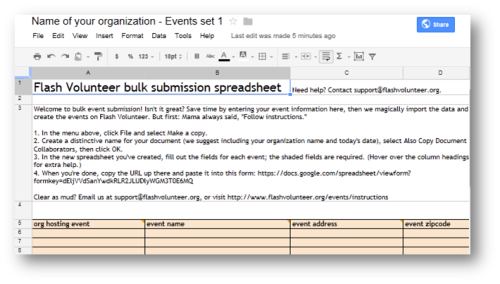 Name of your organization - Events set 1
Share
File Edit View Insert Format Data Tools Help Last edit was made 5 minutes ago
$ % 123 18pt B Abc A
A B C D
1 Flash Volunteer bulk submission spreadsheet Need help? Contact support@flashvolunteer.org.
2
3 Welcome to bulk event submission! Isn't it great? Save time by entering your event information here, then we magically import the data and
create the events on Flash Volunteer. But first: Mama always said, "Follow instructions."
1. In the menu above, click File and select Make a copy.
2. Create a distinctive name for your document (we suggest including your organization name and today's date), select Also Copy Document
Collaborators, then click OK.
3. In the new spreadsheet you've created, fill out the fields for each event; the shaded fields are required. (Hover over the column headings
for extra help.)
4. When you're done, copy the URL up there and paste it into this form: https://docs.google.com/spreadsheet/viewform?
Clear as mud? Email us at support@flashvolunteer.org, or visit http://www.flashvolunteer.org/events/instructions
4
5 org hosting event event name event address event zipcode
6
7
8